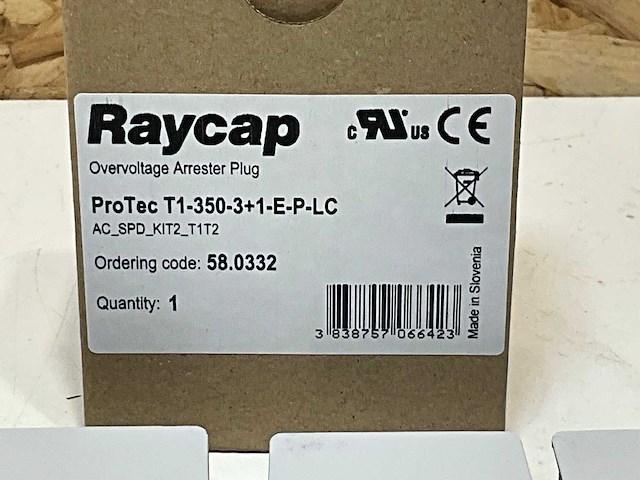 Raycap
c RU us CE
Overvoltage Arrester Plug
ProTec T1-350-3+1-E-P-LC
AC_SPD_KIT2_T1T2
Ordering code: 58.0332
Quantity: 1
3 838757 066423
Made in Slovenia